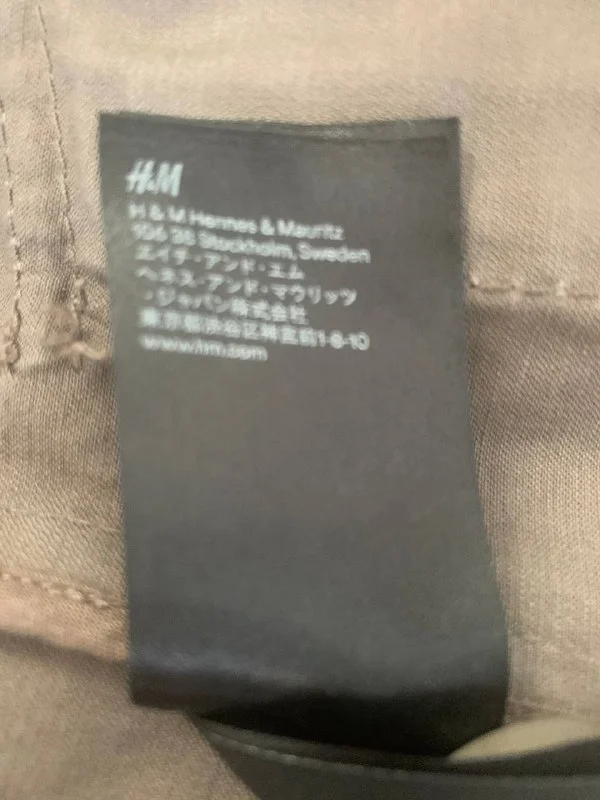 H&M
H & M Hennes & Mauritz
106 38 Stockholm, Sweden
エイチ・アンド・エム
ヘネス・アンド・マウリッツ
・ジャパン株式会社
東京都渋谷区神宮前1-8-10
www.hm.com